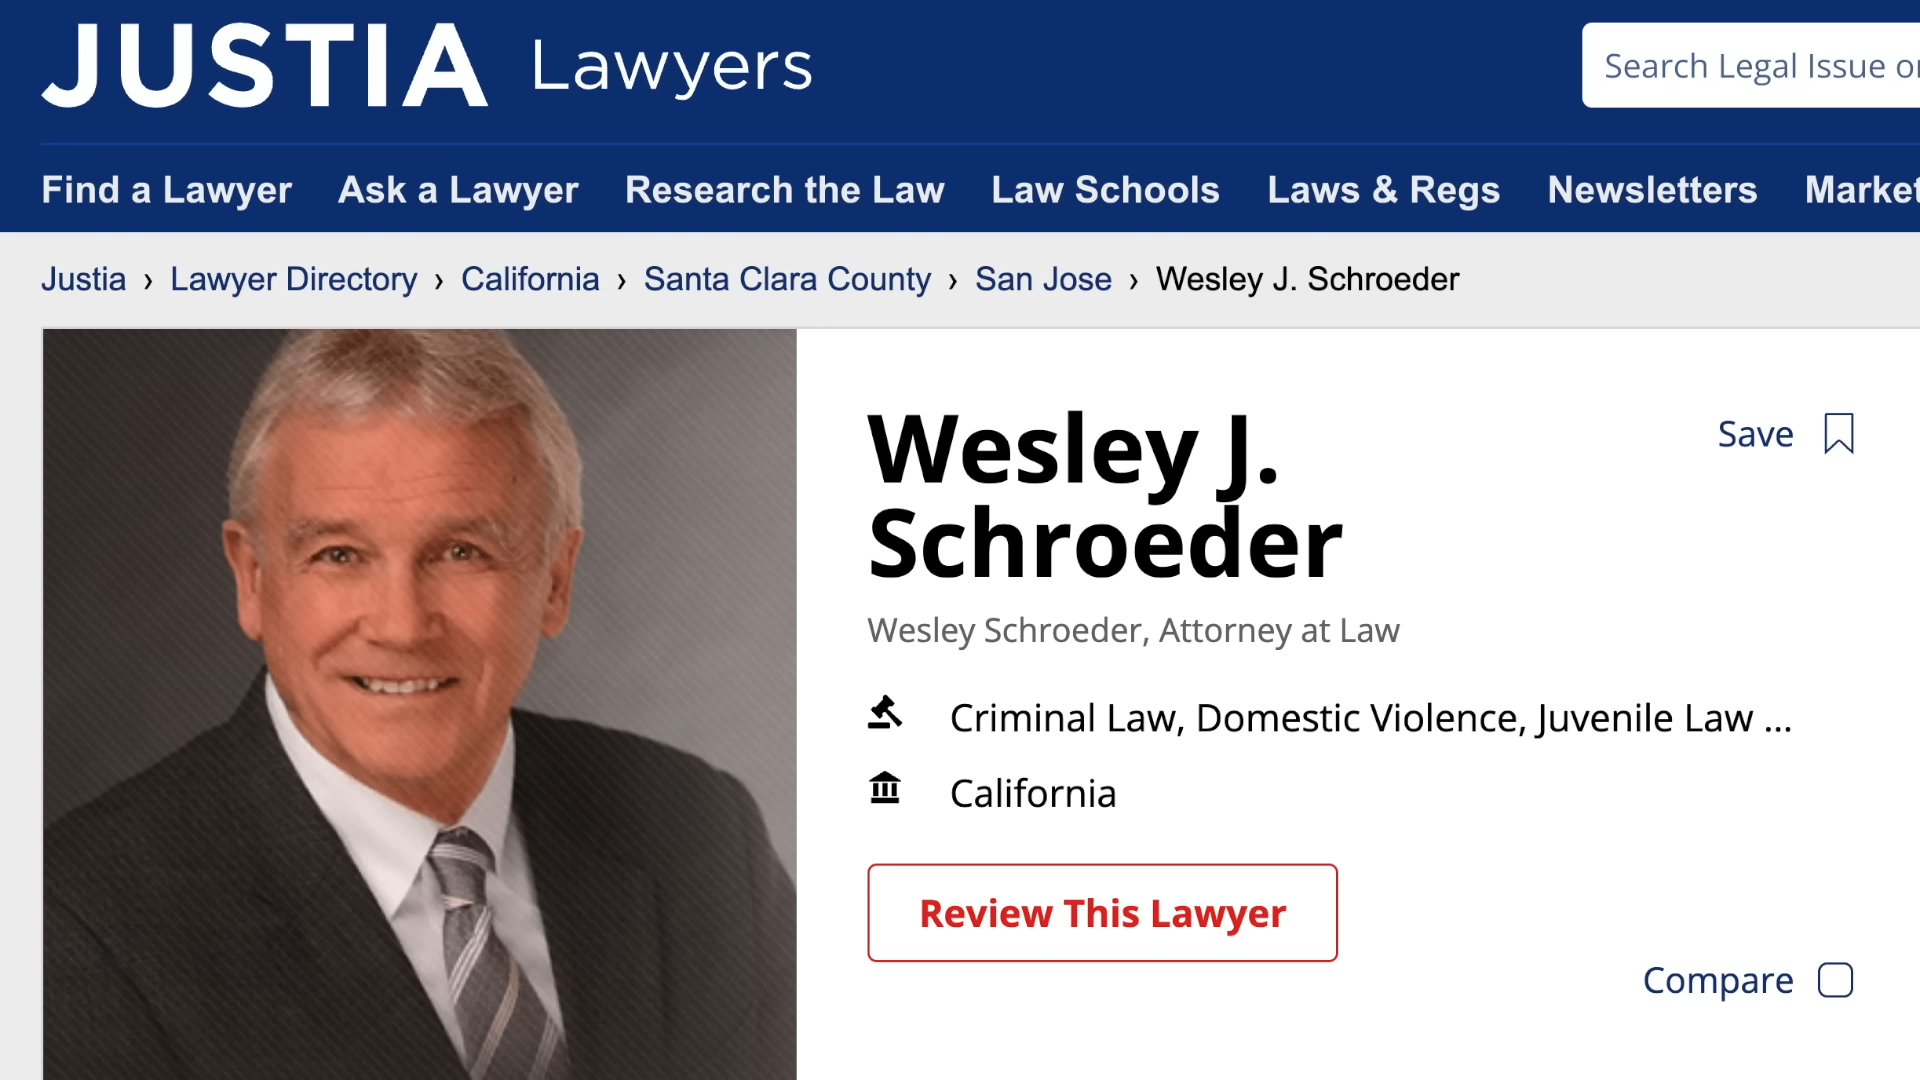 JUSTIA Lawyers
Search Legal Issue or
Find a Lawyer Ask a Lawyer Research the Law Law Schools Laws & Regs Newsletters
Justia › Lawyer Directory › California › Santa Clara County › San Jose › Wesley J. Schroeder
Wesley J.
Schroeder
Save
Wesley Schroeder, Attorney at Law
Criminal Law, Domestic Violence, Juvenile Law ...
California
Review This Lawyer
Compare